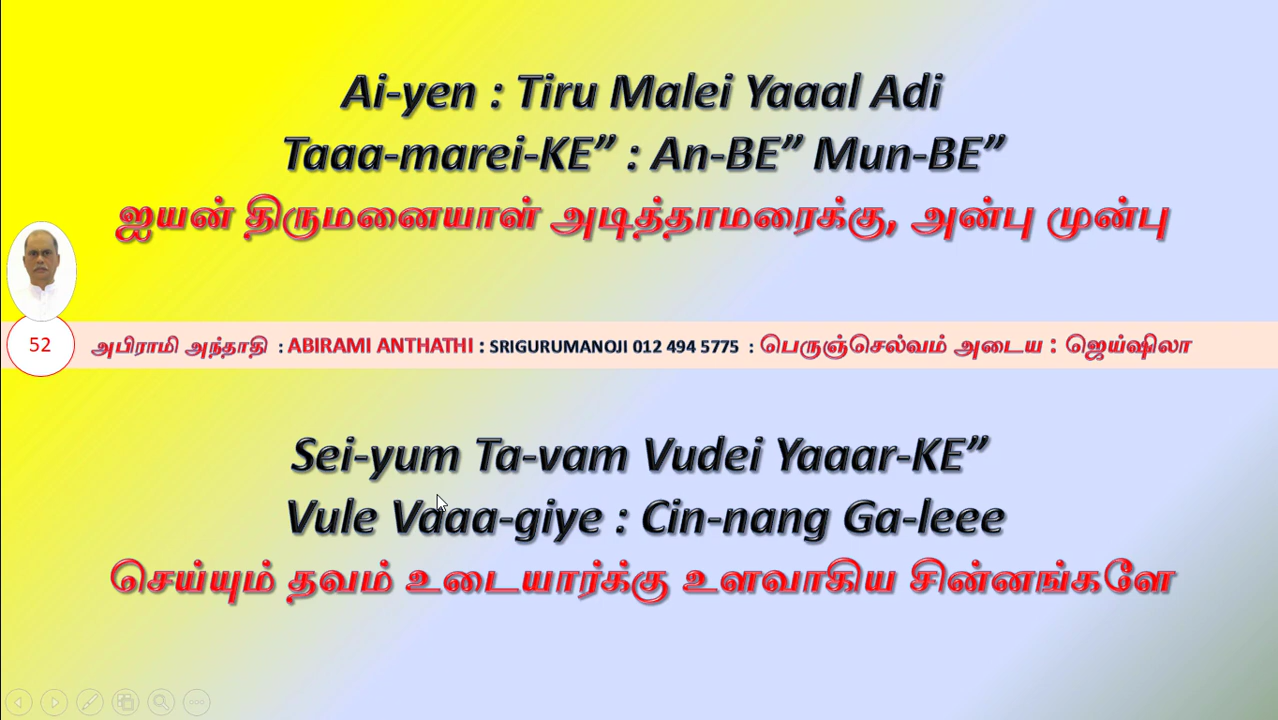 Ai-yen : Tiru Malei Yaaal Adi
Taaa-marei-KE” : An-BE” Mun-BE”
ஐயன் திருமனையாள் அடித்தாமரைக்கு, அன்பு முன்பு
52 அபிராமி அந்தாதி : ABIRAMI ANTHATHI : SRIGURUMANOJI 012 494 5775 : பெருஞ்செல்வம் அடைய : ஜெய்ஷிலா
Sei-yum Ta-vam Vudei Yaaar-KE”
Vule Vaaa-giye : Cin-nang Ga-leee
செய்யும் தவம் உடையார்க்கு உளவாகிய சின்னங்களே